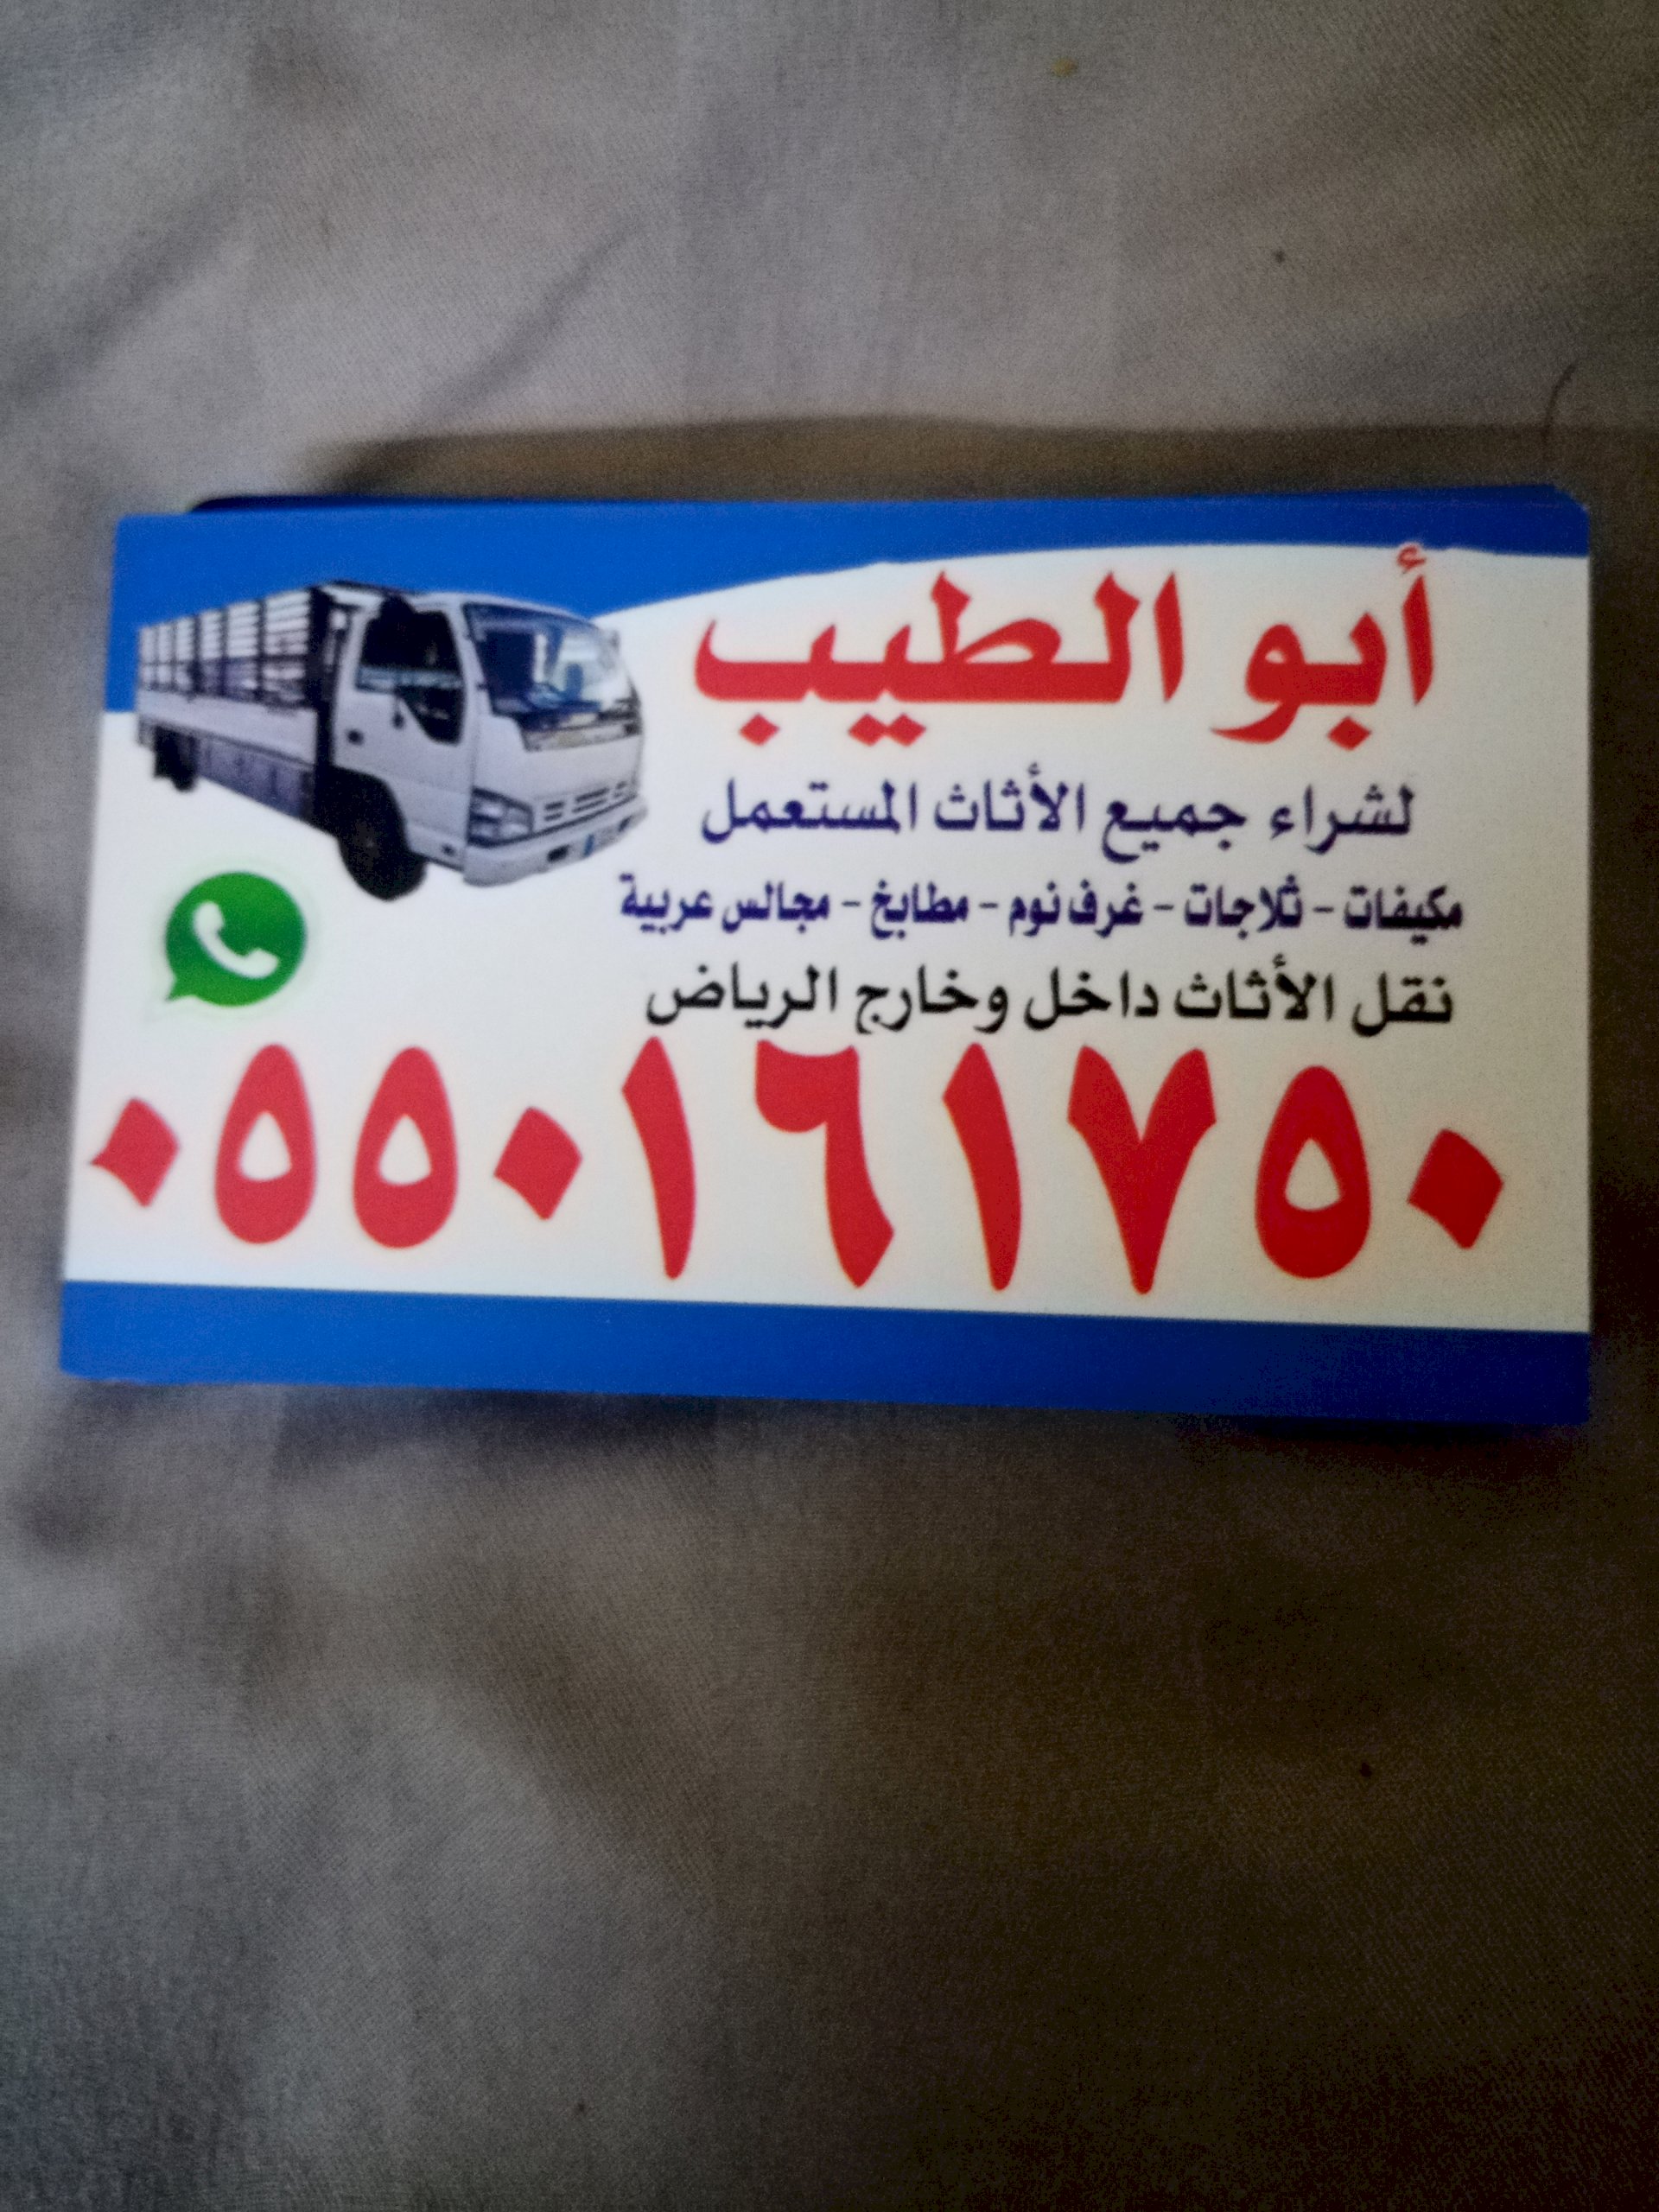 أبو الطيب
لشراء جميع الأثاث المستعمل
مكيفات - ثلاجات - غرف نوم - مطابخ - مجالس عربية
نقل الأثاث داخل وخارج الرياض
٠٥٥٠١٦١٧٥٠